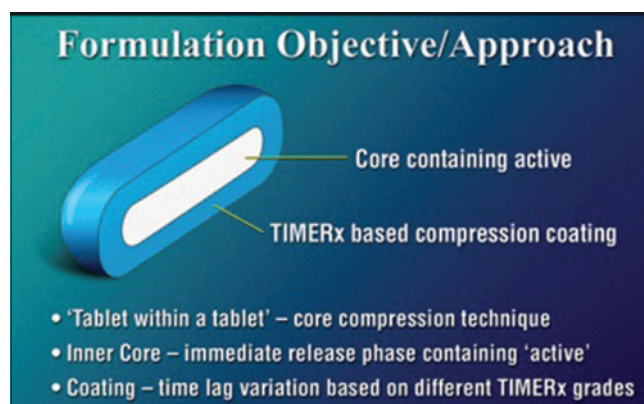 Formulation Objective/Approach
Core containing active
TIMERx based compression coating
• 'Tablet within a tablet' – core compression technique
• Inner Core – immediate release phase containing 'active'
• Coating – time lag variation based on different TIMERx grades